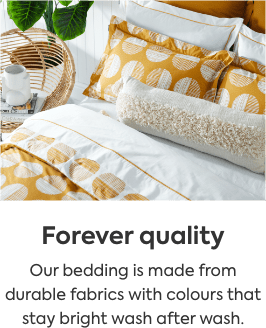 Forever quality
Our bedding is made from
durable fabrics with colours that
stay bright wash after wash.